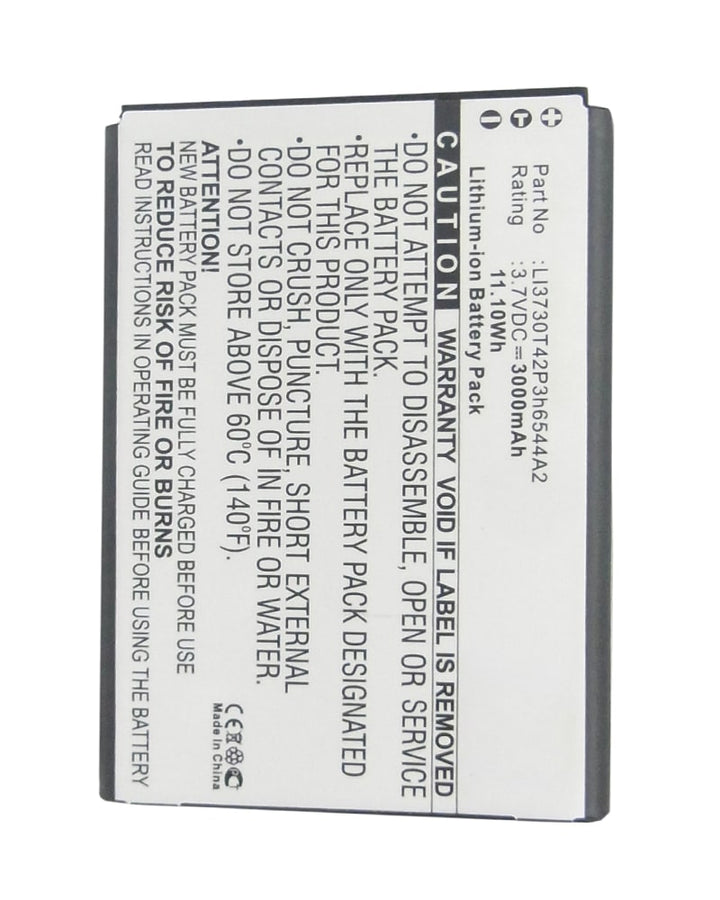 Part No :LI3730T42P3h6544A2
Rating :3.7VDC⎓3000mAh
11.10Wh
Lithium-ion Battery Pack
CAUTION WARRANTY VOID IF LABEL IS REMOVED
•DO NOT ATTEMPT TO DISASSEMBLE, OPEN OR SERVICE
THE BATTERY PACK.
•REPLACE ONLY WITH THE BATTERY PACK DESIGNATED
FOR THIS PRODUCT.
•DO NOT CRUSH, PUNCTURE, SHORT EXTERNAL
CONTACTS OR DISPOSE OF IN FIRE OR WATER.
•DO NOT STORE ABOVE 60°C (140°F).
ATTENTION!
NEW BATTERY PACK MUST BE FULLY CHARGED BEFORE USE
TO REDUCE RISK OF FIRE OR BURNS
READ INSTRUCTIONS IN OPERATING GUIDE BEFORE USING THE BATTERY
+ T -
CE
Made In China